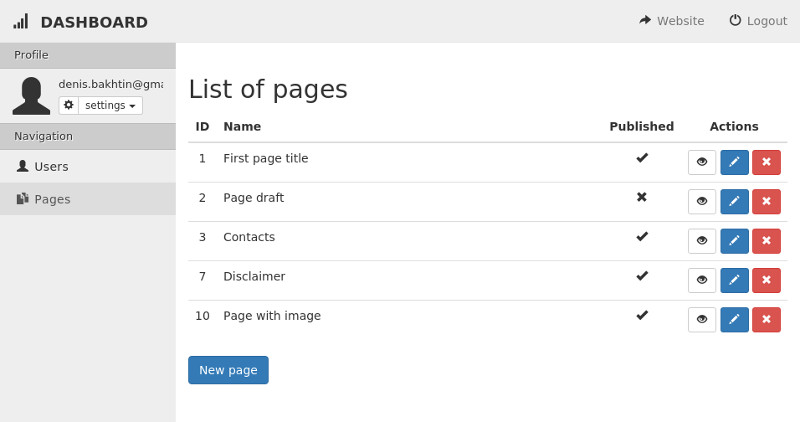 DASHBOARD
Website Logout
Profile
denis.bakhtin@gma
settings
Navigation
Users
Pages
List of pages
ID Name Published Actions
1 First page title
2 Page draft
3 Contacts
7 Disclaimer
10 Page with image
New page